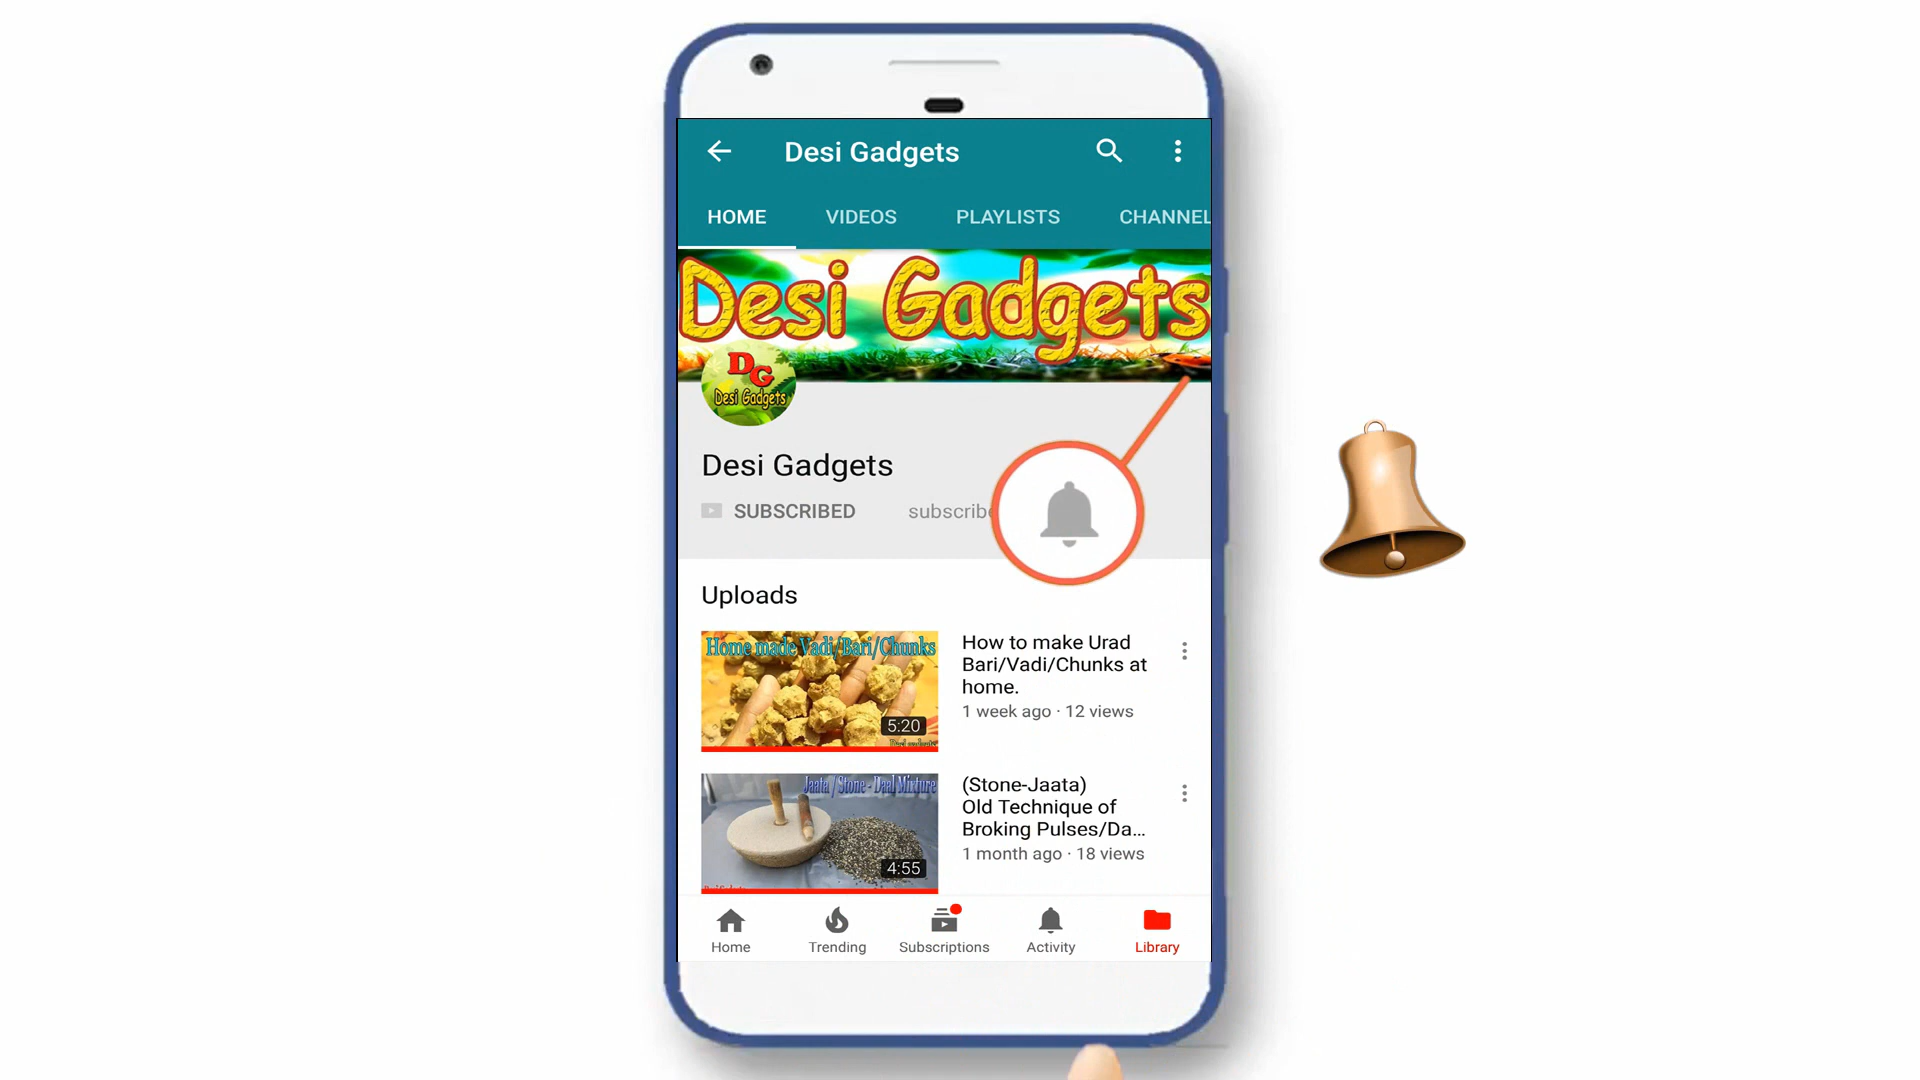 Desi Gadgets
HOME VIDEOS PLAYLISTS CHANNEL
Desi Gadgets
DG
Desi Gadgets
Desi Gadgets
SUBSCRIBED subscribe
Uploads
Home made Vadi/Bari/Chunks
5:20
How to make Urad
Bari/Vadi/Chunks at
home.
1 week ago · 12 views
Jaata / Stone - Daal Mixture
4:55
(Stone-Jaata)
Old Technique of
Broking Pulses/Da...
1 month ago · 18 views
Home Trending Subscriptions Activity Library